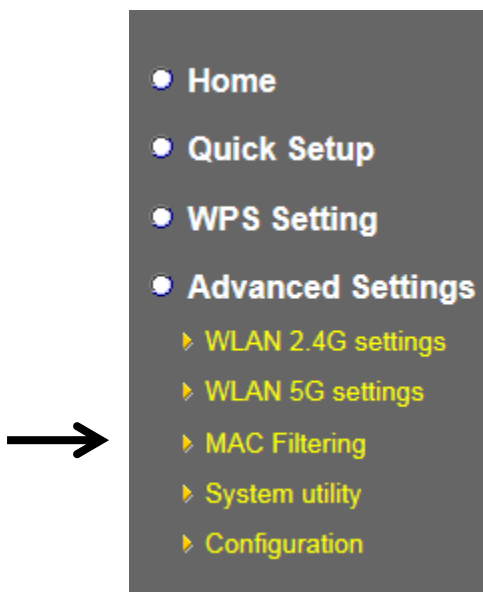 Home
Quick Setup
WPS Setting
Advanced Settings
WLAN 2.4G settings
WLAN 5G settings
MAC Filtering
System utility
Configuration